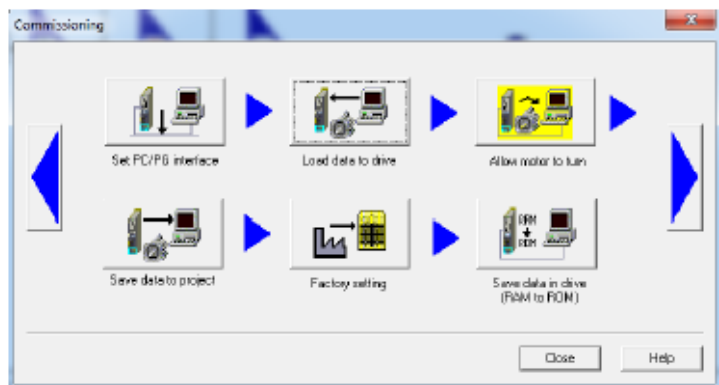 Commissioning
Set PC/PG interface
Load data to drive
Allow motor to turn
RAM
ROM
Save data to project
Factory setting
Save data in drive
(RAM to ROM)
Close
Help